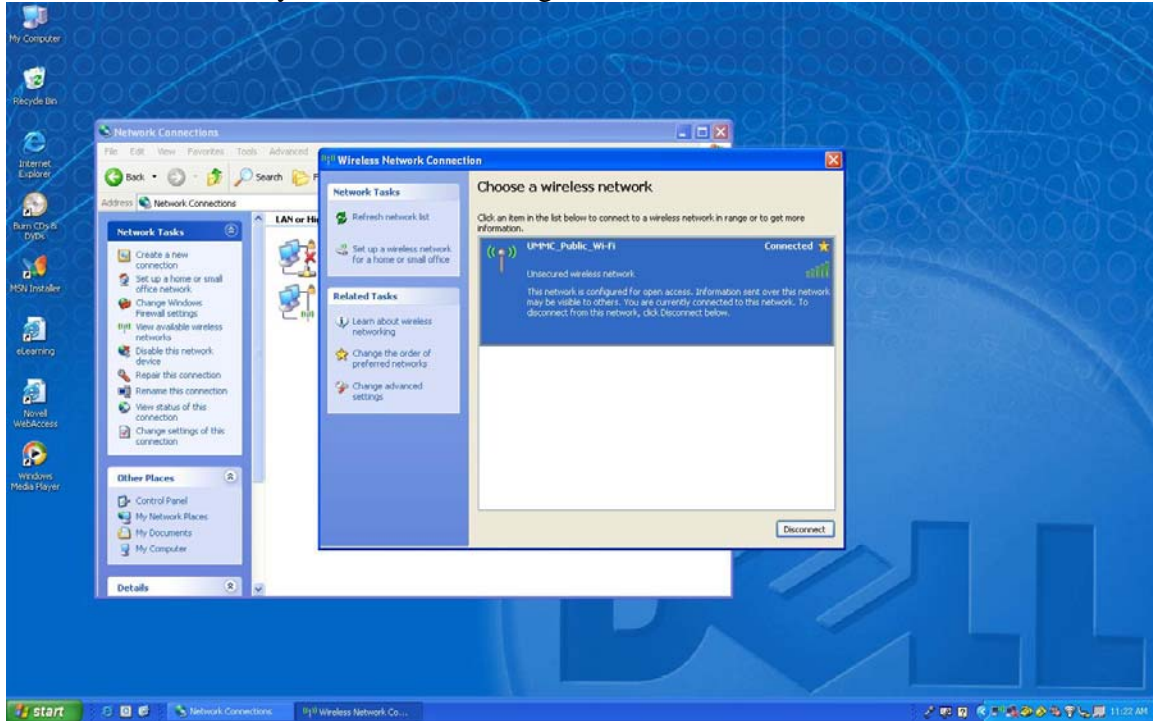 My Computer
Recycle Bin
Internet
Explorer
Burn CDs &
DVDs
MSN Installer
eLearning
Novell
WebAccess
Windows
Media Player
Network Connections
File Edit View Favorites Tools Advanced
Back
Search
Address
Network Connections
Network Tasks
Create a new
connection
Set up a home or small
office network
Change Windows
Firewall settings
View available wireless
networks
Disable this network
device
Repair this connection
Rename this connection
View status of this
connection
Change settings of this
connection
Other Places
Control Panel
My Network Places
My Documents
My Computer
Details
LAN or Hi
Wireless Network Connection
Network Tasks
Refresh network list
Set up a wireless network
for a home or small office
Related Tasks
Learn about wireless
networking
Change the order of
preferred networks
Change advanced
settings
Choose a wireless network
Click an item in the list below to connect to a wireless network in range or to get more
information.
UMMC_Public_Wi-Fi
Connected
Unsecured wireless network
This network is configured for open access. Information sent over this network
may be visible to others. You are currently connected to this network. To
disconnect from this network, click Disconnect below.
Disconnect
DELL
start
Network Connections
Wireless Network Co...
11:22 AM